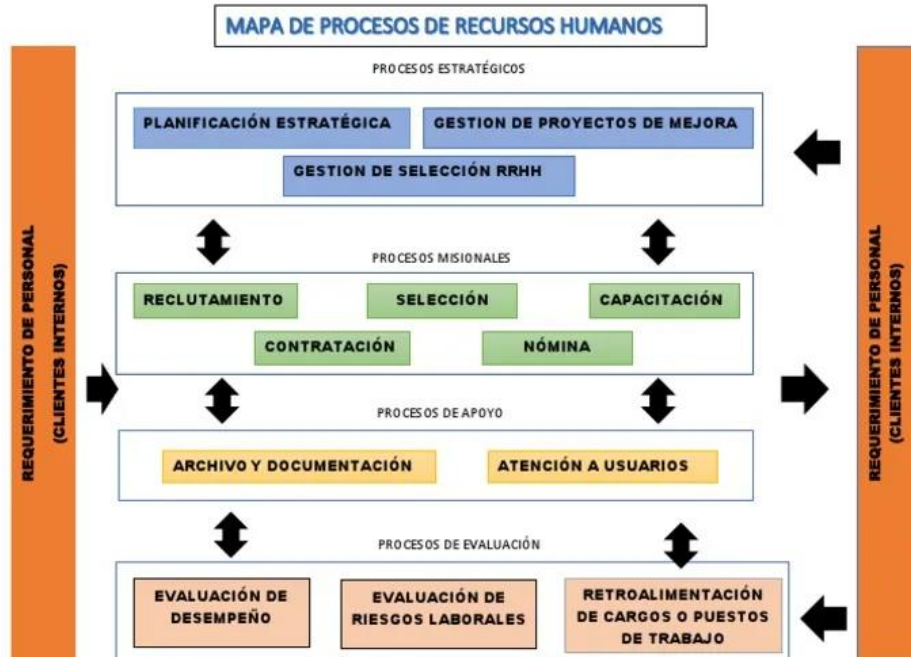 MAPA DE PROCESOS DE RECURSOS HUMANOS
PROCESOS ESTRATÉGICOS
PLANIFICACIÓN ESTRATÉGICA
GESTION DE PROYECTOS DE MEJORA
GESTION DE SELECCIÓN RRHH
REQUERIMIENTO DE PERSONAL
(CLIENTES INTERNOS)
PROCESOS MISIONALES
RECLUTAMIENTO
SELECCIÓN
CAPACITACIÓN
CONTRATACIÓN
NÓMINA
PROCESOS DE APOYO
ARCHIVO Y DOCUMENTACIÓN
ATENCIÓN A USUARIOS
PROCESOS DE EVALUACIÓN
EVALUACIÓN DE
DESEMPEÑO
EVALUACIÓN DE
RIESGOS LABORALES
RETROALIMENTACIÓN
DE CARGOS O PUESTOS
DE TRABAJO
REQUERIMIENTO DE PERSONAL
(CLIENTES INTERNOS)